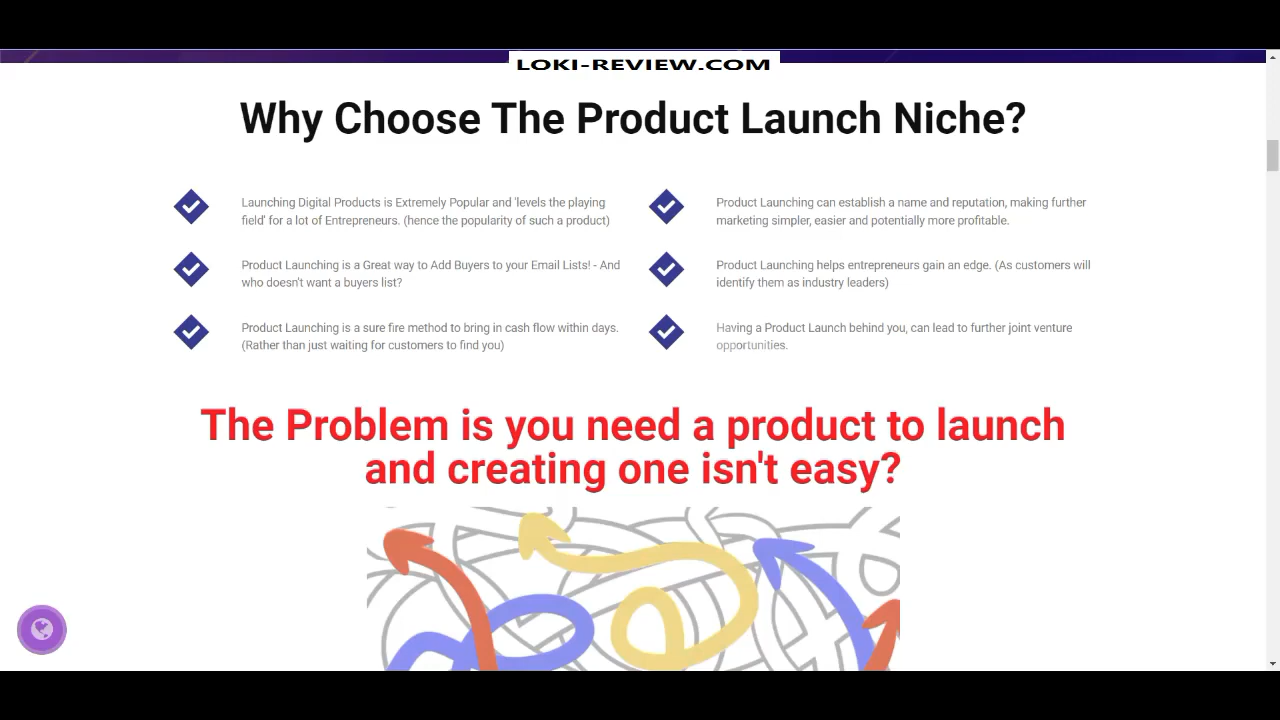 LOKI-REVIEW.COM
Why Choose The Product Launch Niche?
Launching Digital Products is Extremely Popular and 'levels the playing
field' for a lot of Entrepreneurs. (hence the popularity of such a product)
Product Launching is a Great way to Add Buyers to your Email Lists! - And
who doesn't want a buyers list?
Product Launching is a sure fire method to bring in cash flow within days.
(Rather than just waiting for customers to find you)
Product Launching can establish a name and reputation, making further
marketing simpler, easier and potentially more profitable.
Product Launching helps entrepreneurs gain an edge. (As customers will
identify them as industry leaders)
Having a Product Launch behind you, can lead to further joint venture
opportunities.
The Problem is you need a product to launch
and creating one isn't easy?